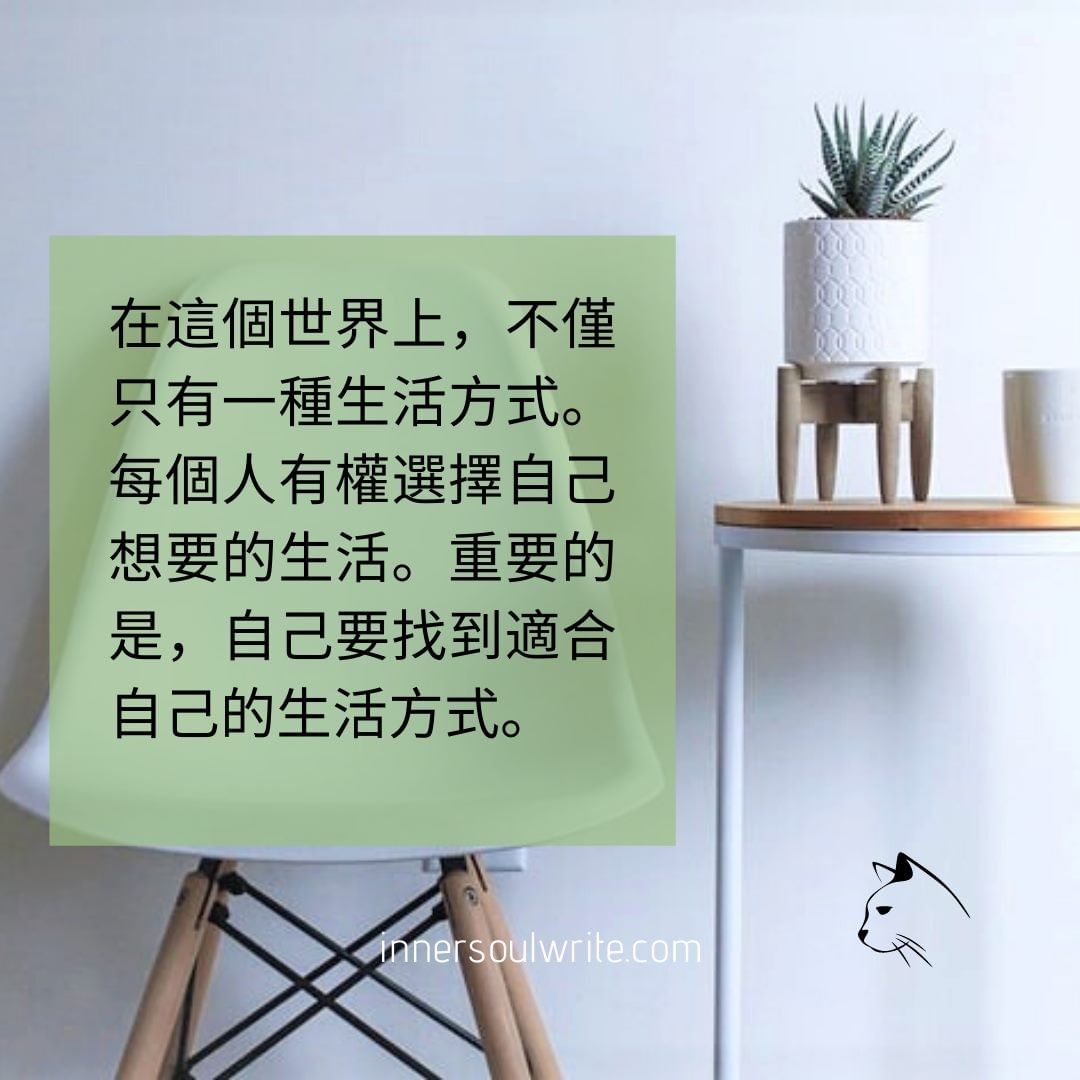 在這個世界上，不僅
只有一種生活方式。
每個人有權選擇自己
想要的生活。重要的
是，自己要找到適合
自己的生活方式。
innersoulwrite.com